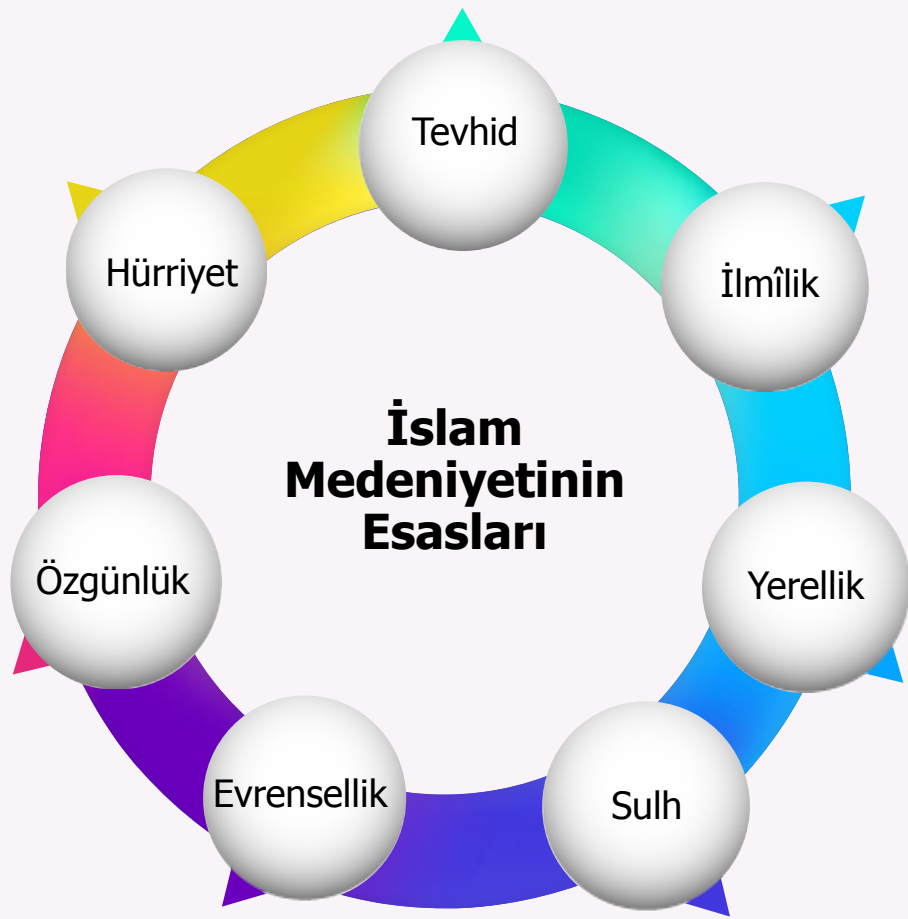 İslam
Medeniyetinin
Esasları
Tevhid
İlmîlik
Yerellik
Sulh
Evrensellik
Özgünlük
Hürriyet